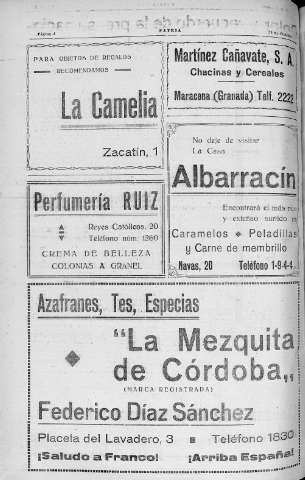 Página 4
PATRIA
PARA OBJETOS DE REGALOS
RECOMENDAMOS
La Camelia
Zacatín, 1
Martínez Cañavate, S. A.
Chacinas y Cereales
Maracena (Granada) Telf. 2222
Perfumería RUIZ
Reyes Católicos, 20
Teléfono núm. 1260
CREMA DE BELLEZA
COLONIAS A GRANEL
No deje de visitar
La Casa
Albarracín
Encontrará el más rico
y extenso surtido en
Caramelos • Peladillas
y Carne de membrillo
Navas, 26 Teléfono 1-9-4-4
Azafranes, Tes, Especias
"La Mezquita
de Córdoba„
(MARCA REGISTRADA)
Federico Díaz Sánchez
Placeta del Lavadero, 3 Teléfono 1830
¡Saludo a Franco! ¡Arriba España!